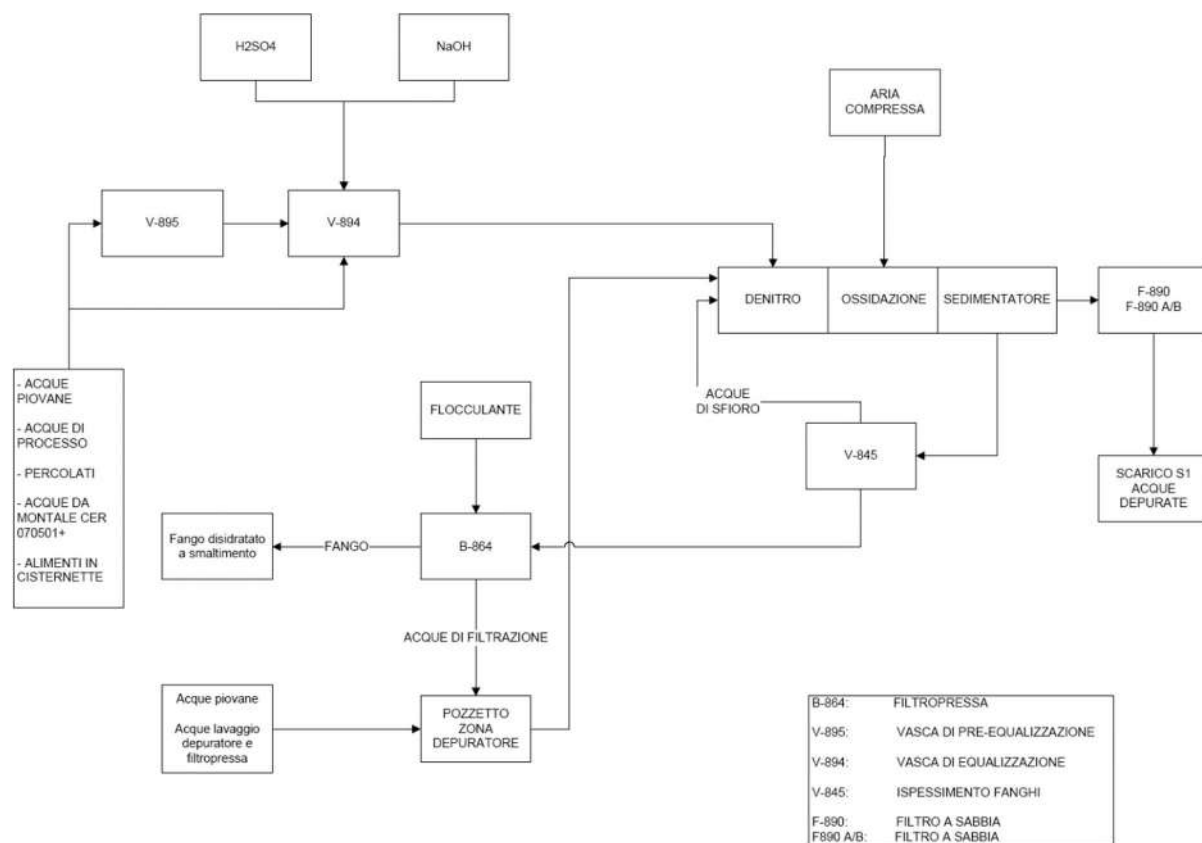 H2SO4
NaOH
ARIA
COMPRESSA
V-895
V-894
DENITRO
OSSIDAZIONE
SEDIMENTATORE
F-890
F-890 A/B
- ACQUE
PIOVANE
- ACQUE DI
PROCESSO
- PERCOLATI
- ACQUE DA
MONTALE CER
070501+
- ALIMENTI IN
CISTERNETTE
FLOCCULANTE
ACQUE
DI SFIORO
V-845
SCARICO S1
ACQUE
DEPURATE
Fango disidratato
a smaltimento
FANGO
B-864
ACQUE DI FILTRAZIONE
Acque piovane
Acque lavaggio
depuratore e
filtropressa
POZZETTO
ZONA
DEPURATORE
B-864: FILTROPRESSA
V-895: VASCA DI PRE-EQUALIZZAZIONE
V-894: VASCA DI EQUALIZZAZIONE
V-845: ISPESSIMENTO FANGHI
F-890: FILTRO A SABBIA
F890 A/B: FILTRO A SABBIA